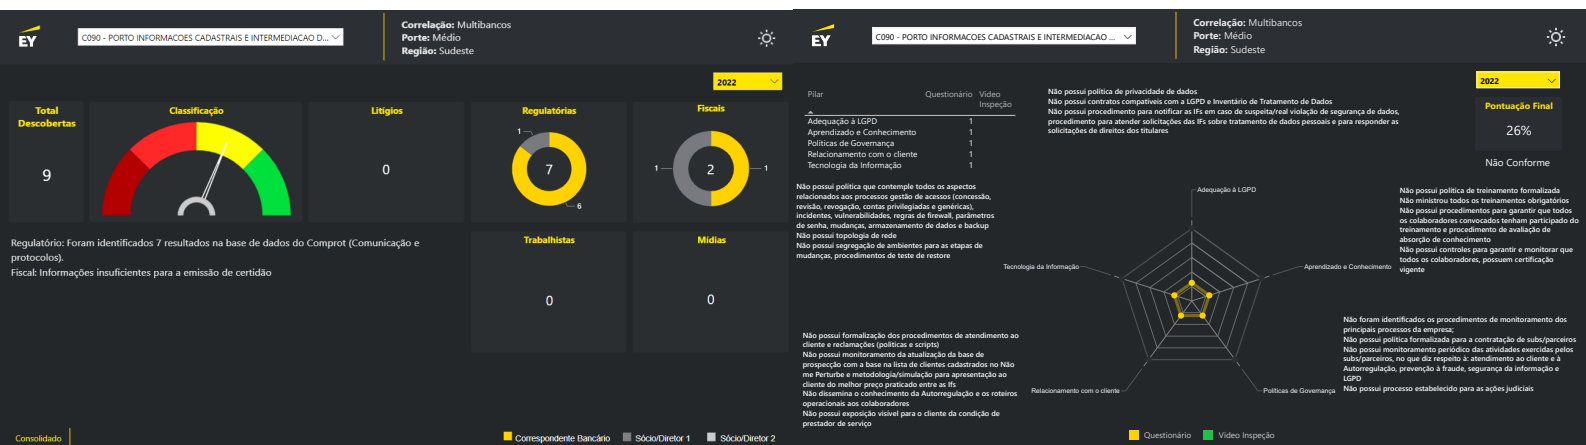 EY
C090 - PORTO INFORMACOES CADASTRAIS E INTERMEDIACAO D...
Correlação: Multibancos
Porte: Médio
Região: Sudeste
2022
Total
Descobertas
9
Classificação
Litígios
0
Regulatórias
1
7
6
Fiscais
1
2
1
Regulatório: Foram identificados 7 resultados na base de dados do Comprot (Comunicação e
protocolos).
Fiscal: Informações insuficientes para a emissão de certidão
Trabalhistas
0
Mídias
0
Consolidado
Correspondente Bancário
Sócio/Diretor 1
Sócio/Diretor 2
EY
C090 - PORTO INFORMACOES CADASTRAIS E INTERMEDIACAO ...
Correlação: Multibancos
Porte: Médio
Região: Sudeste
2022
Pilar Questionário Video
Inspeção
Adequação à LGPD 1
Aprendizado e Conhecimento 1
Políticas de Governança 1
Relacionamento com o cliente 1
Tecnologia da Informação 1
Não possui política de privacidade de dados
Não possui contratos compatíveis com a LGPD e Inventário de Tratamento de Dados
Não possui procedimento para notificar as IFs em caso de suspeita/real violação de segurança de dados,
procedimento para atender solicitações das IFs sobre tratamento de dados pessoais e para responder as
solicitações de direitos dos titulares
Pontuação Final
26%
Não Conforme
Não possui política que contemple todos os aspectos
relacionados aos processos gestão de acessos (concessão,
revisão, revogação, contas privilegiadas e genéricas),
incidentes, vulnerabilidades, regras de firewall, parâmetros
de senha, mudanças, armazenamento de dados e backup
Não possui topologia de rede
Não possui segregação de ambientes para as etapas de
mudanças, procedimentos de teste de restore
Adequação à LGPD
Não possui política de treinamento formalizada
Não ministrou todos os treinamentos obrigatórios
Não possui procedimentos para garantir que todos
os colaboradores convocados tenham participado do
treinamento e procedimento de avaliação de
absorção de conhecimento
Não possui controles para garantir e monitorar que
todos os colaboradores, possuem certificação
vigente
Tecnologia da Informação
Aprendizado e Conhecimento
Não possui formalização dos procedimentos de atendimento ao
cliente e reclamações (políticas e scripts)
Não possui monitoramento da atualização da base de
prospecção com a base na lista de clientes cadastrados no Não
me Perturbe e metodologia/simulação para apresentação ao
cliente do melhor preço praticado entre as Ifs
Não dissemina o conhecimento da Autorregulação e os roteiros
operacionais aos colaboradores
Não possui exposição visível para o cliente da condição de
prestador de serviço
Não foram identificados os procedimentos de monitoramento dos
principais processos da empresa;
Não possui política formalizada para a contratação de subs/parceiros
Não possui monitoramento periódico das atividades exercidas pelos
subs/parceiros, no que diz respeito à: atendimento ao cliente e à
Autorregulação, prevenção à fraude, segurança da informação e
LGPD
Não possui processo estabelecido para as ações judiciais
Relacionamento com o cliente
Políticas de Governança
Questionário
Video Inspeção